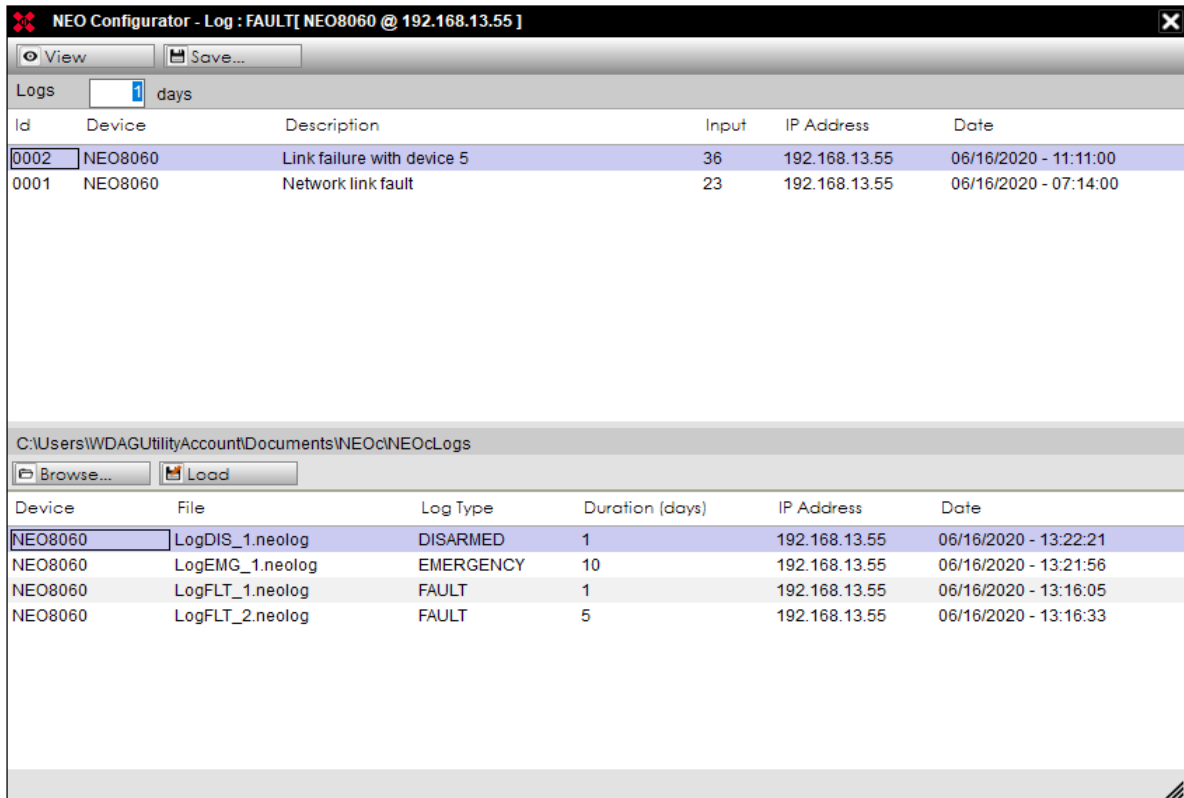 NEO Configurator - Log : FAULT[ NEO8060 @ 192.168.13.55 ]
View Save...
Logs 1 days
Id Device Description Input IP Address Date
0002 NEO8060 Link failure with device 5 36 192.168.13.55 06/16/2020 - 11:11:00
0001 NEO8060 Network link fault 23 192.168.13.55 06/16/2020 - 07:14:00
C:\Users\WDAGUtilityAccount\Documents\NEOc\NEOcLogs
Browse... Load
Device File Log Type Duration (days) IP Address Date
NEO8060 LogDIS_1.neolog DISARMED 1 192.168.13.55 06/16/2020 - 13:22:21
NEO8060 LogEMG_1.neolog EMERGENCY 10 192.168.13.55 06/16/2020 - 13:21:56
NEO8060 LogFLT_1.neolog FAULT 1 192.168.13.55 06/16/2020 - 13:16:05
NEO8060 LogFLT_2.neolog FAULT 5 192.168.13.55 06/16/2020 - 13:16:33